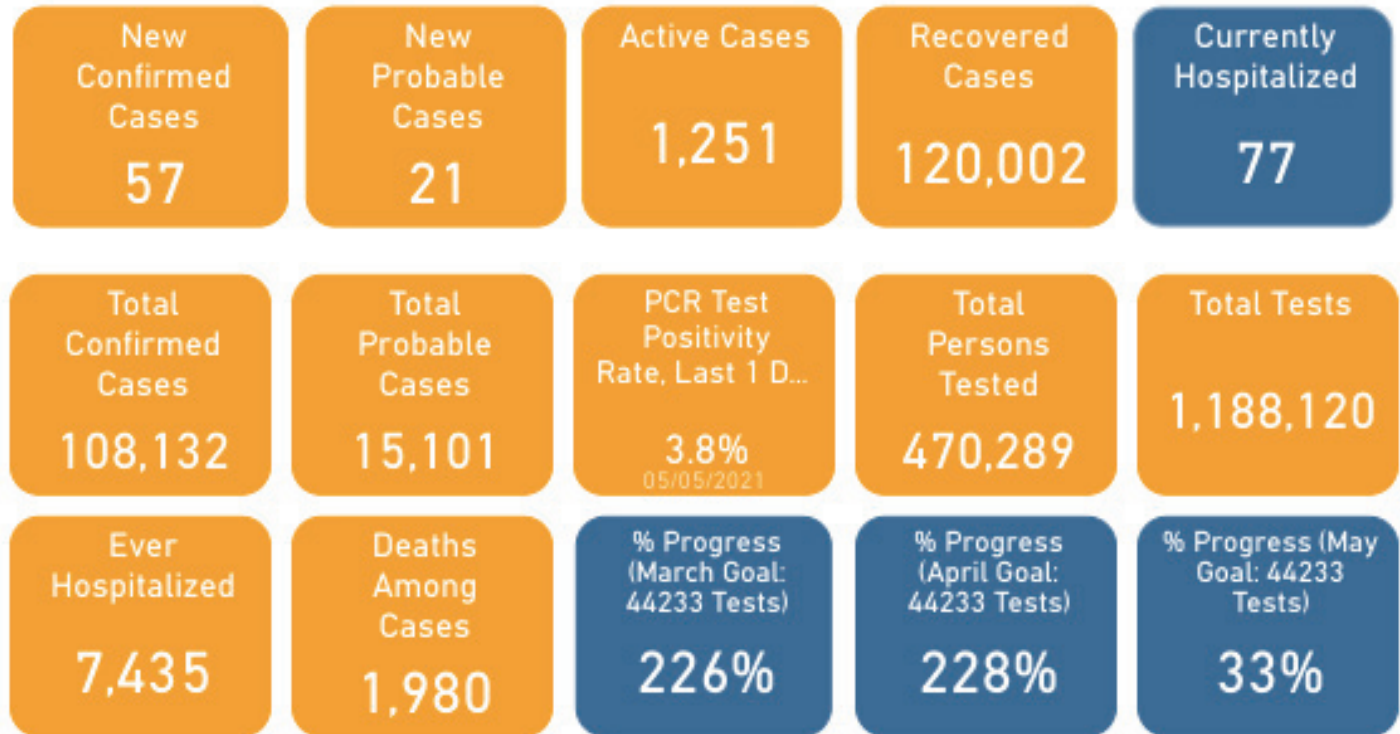 New
Confirmed
Cases
57
New
Probable
Cases
21
Active Cases
1,251
Recovered
Cases
120,002
Currently
Hospitalized
77
Total
Confirmed
Cases
108,132
Total
Probable
Cases
15,101
PCR Test
Positivity
Rate, Last 1 D...
3.8%
05/05/2021
Total
Persons
Tested
470,289
Total Tests
1,188,120
Ever
Hospitalized
7,435
Deaths
Among
Cases
1,980
% Progress
(March Goal:
44233 Tests)
226%
% Progress
(April Goal:
44233 Tests)
228%
% Progress (May
Goal: 44233
Tests)
33%